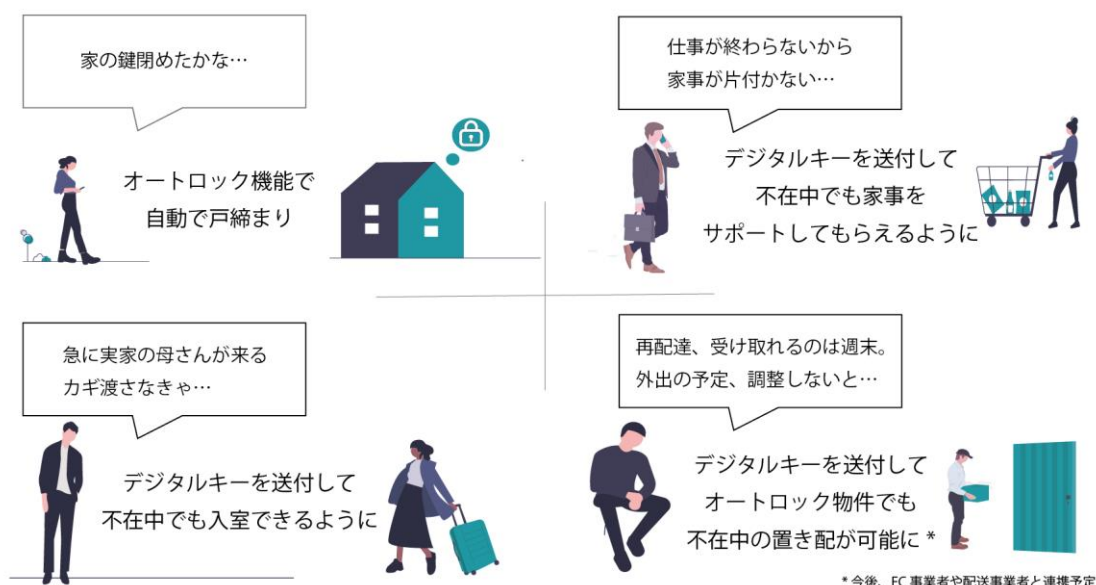 家の鍵閉めたかな…
オートロック機能で
自動で戸締まり
仕事が終わらないから
家事が片付かない…
デジタルキーを送付して
不在中でも家事を
サポートしてもらえるように
急に実家の母さんが来る
カギ渡さなきゃ…
デジタルキーを送付して
不在中でも入室できるように
再配達、受け取れるのは週末。
外出の予定、調整しないと…
デジタルキーを送付して
オートロック物件でも
不在中の置き配が可能に *
* 今後、EC 事業者や配送事業者と連携予定